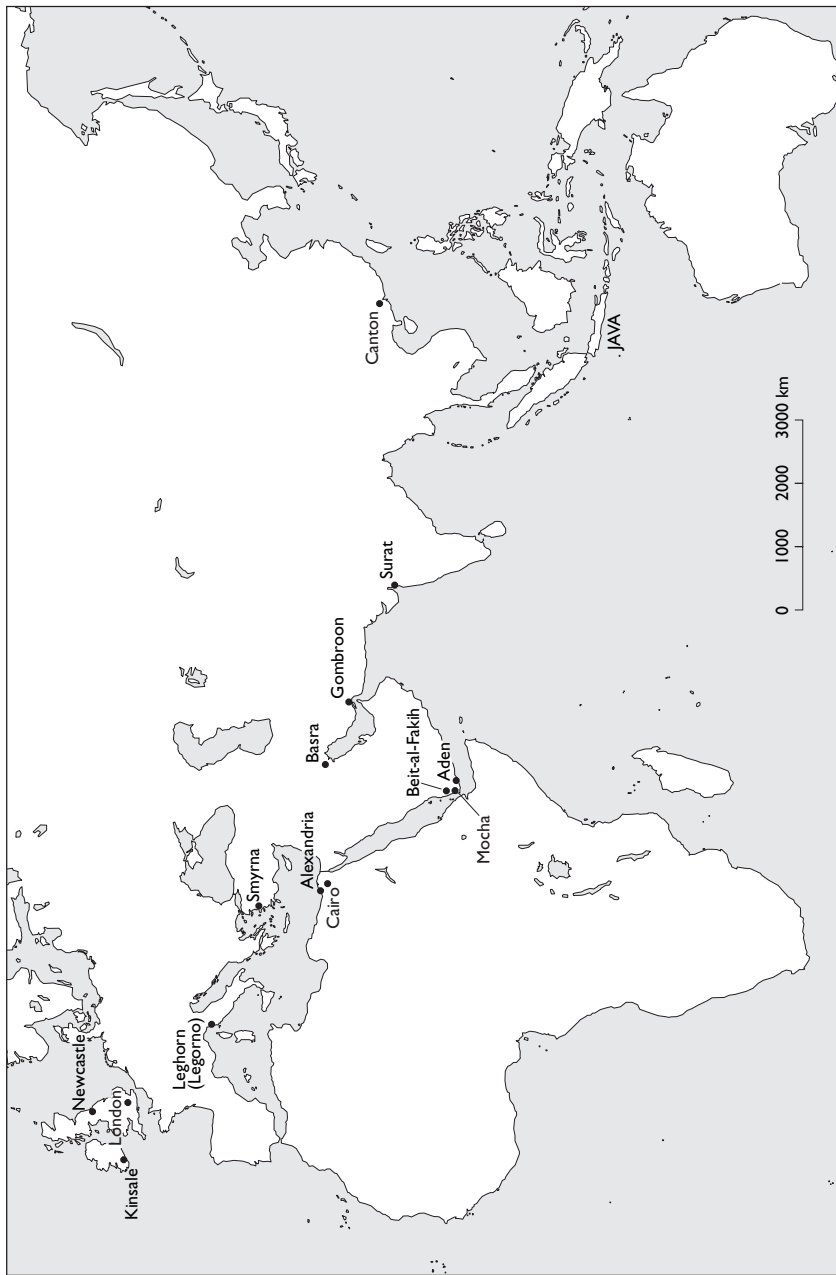 Newcastle
London
Kinsale
Leghorn
(Legorno)
Smyrna
Alexandria
Cairo
Basra
Gombroon
Beit-al-Fakih
Aden
Mocha
Surat
Canton
JAVA
0 1000 2000 3000 km